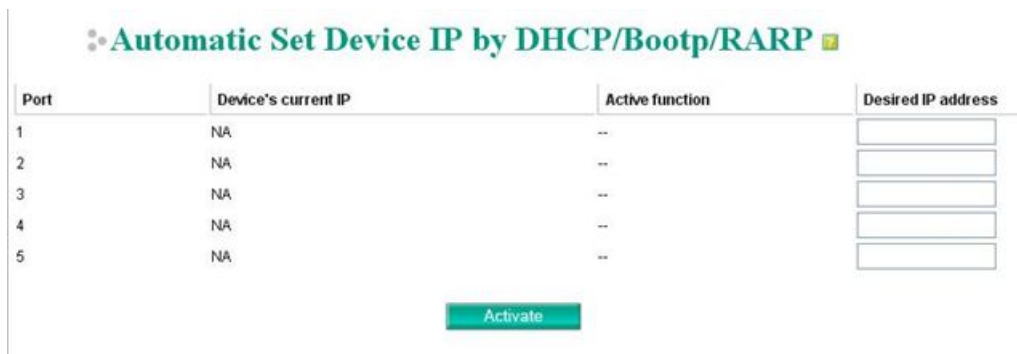 Automatic Set Device IP by DHCP/Bootp/RARP ?
Port Device's current IP Active function Desired IP address
1 NA --
2 NA --
3 NA --
4 NA --
5 NA --
Activate